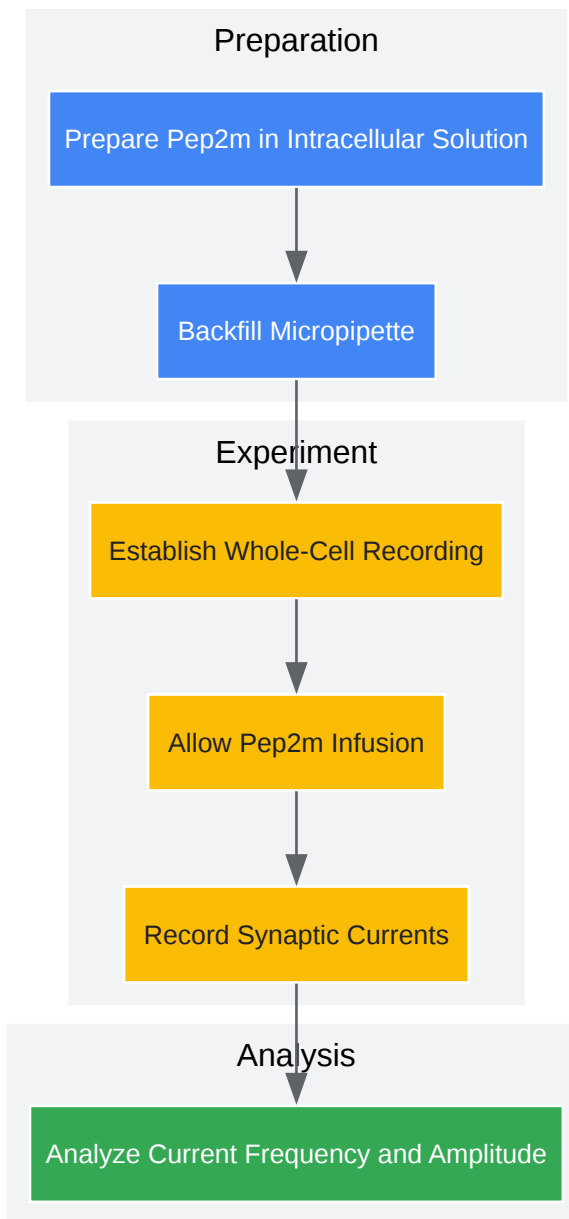 Preparation
Prepare Pep2m in Intracellular Solution
Backfill Micropipette
Experiment
Establish Whole-Cell Recording
Allow Pep2m Infusion
Record Synaptic Currents
Analysis
Analyze Current Frequency and Amplitude